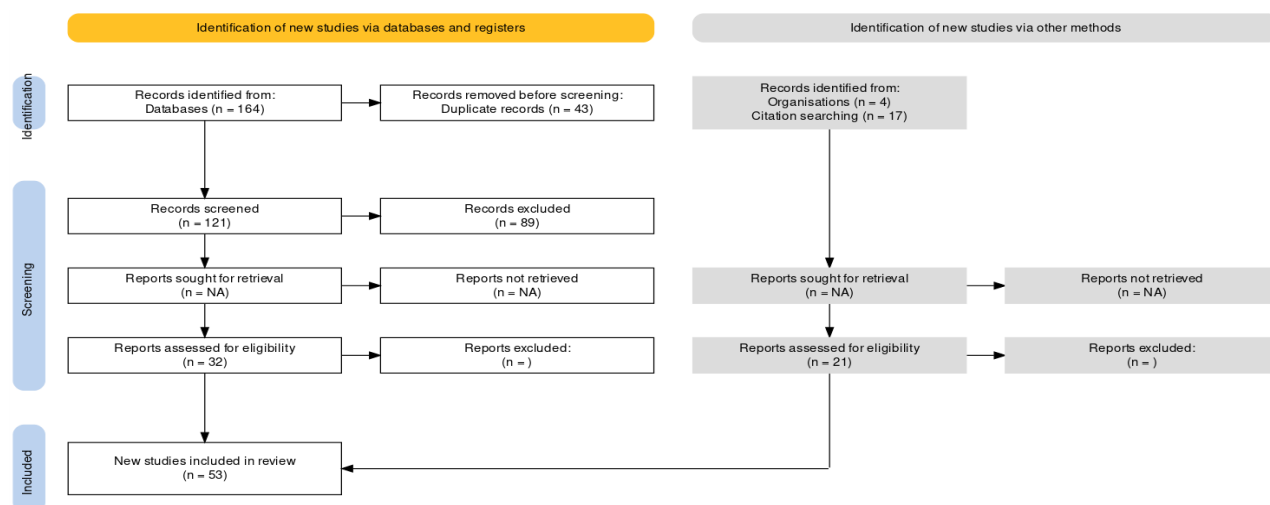 Identification of new studies via databases and registers
Identification of new studies via other methods
Identification
Records identified from:
Databases (n = 164)
Records removed before screening:
Duplicate records (n = 43)
Records identified from:
Organisations (n = 4)
Citation searching (n = 17)
Screening
Records screened
(n = 121)
Records excluded
(n = 89)
Reports sought for retrieval
(n = NA)
Reports not retrieved
(n = NA)
Reports sought for retrieval
(n = NA)
Reports not retrieved
(n = NA)
Reports assessed for eligibility
(n = 32)
Reports excluded:
(n = )
Reports assessed for eligibility
(n = 21)
Reports excluded:
(n = )
Included
New studies included in review
(n = 53)